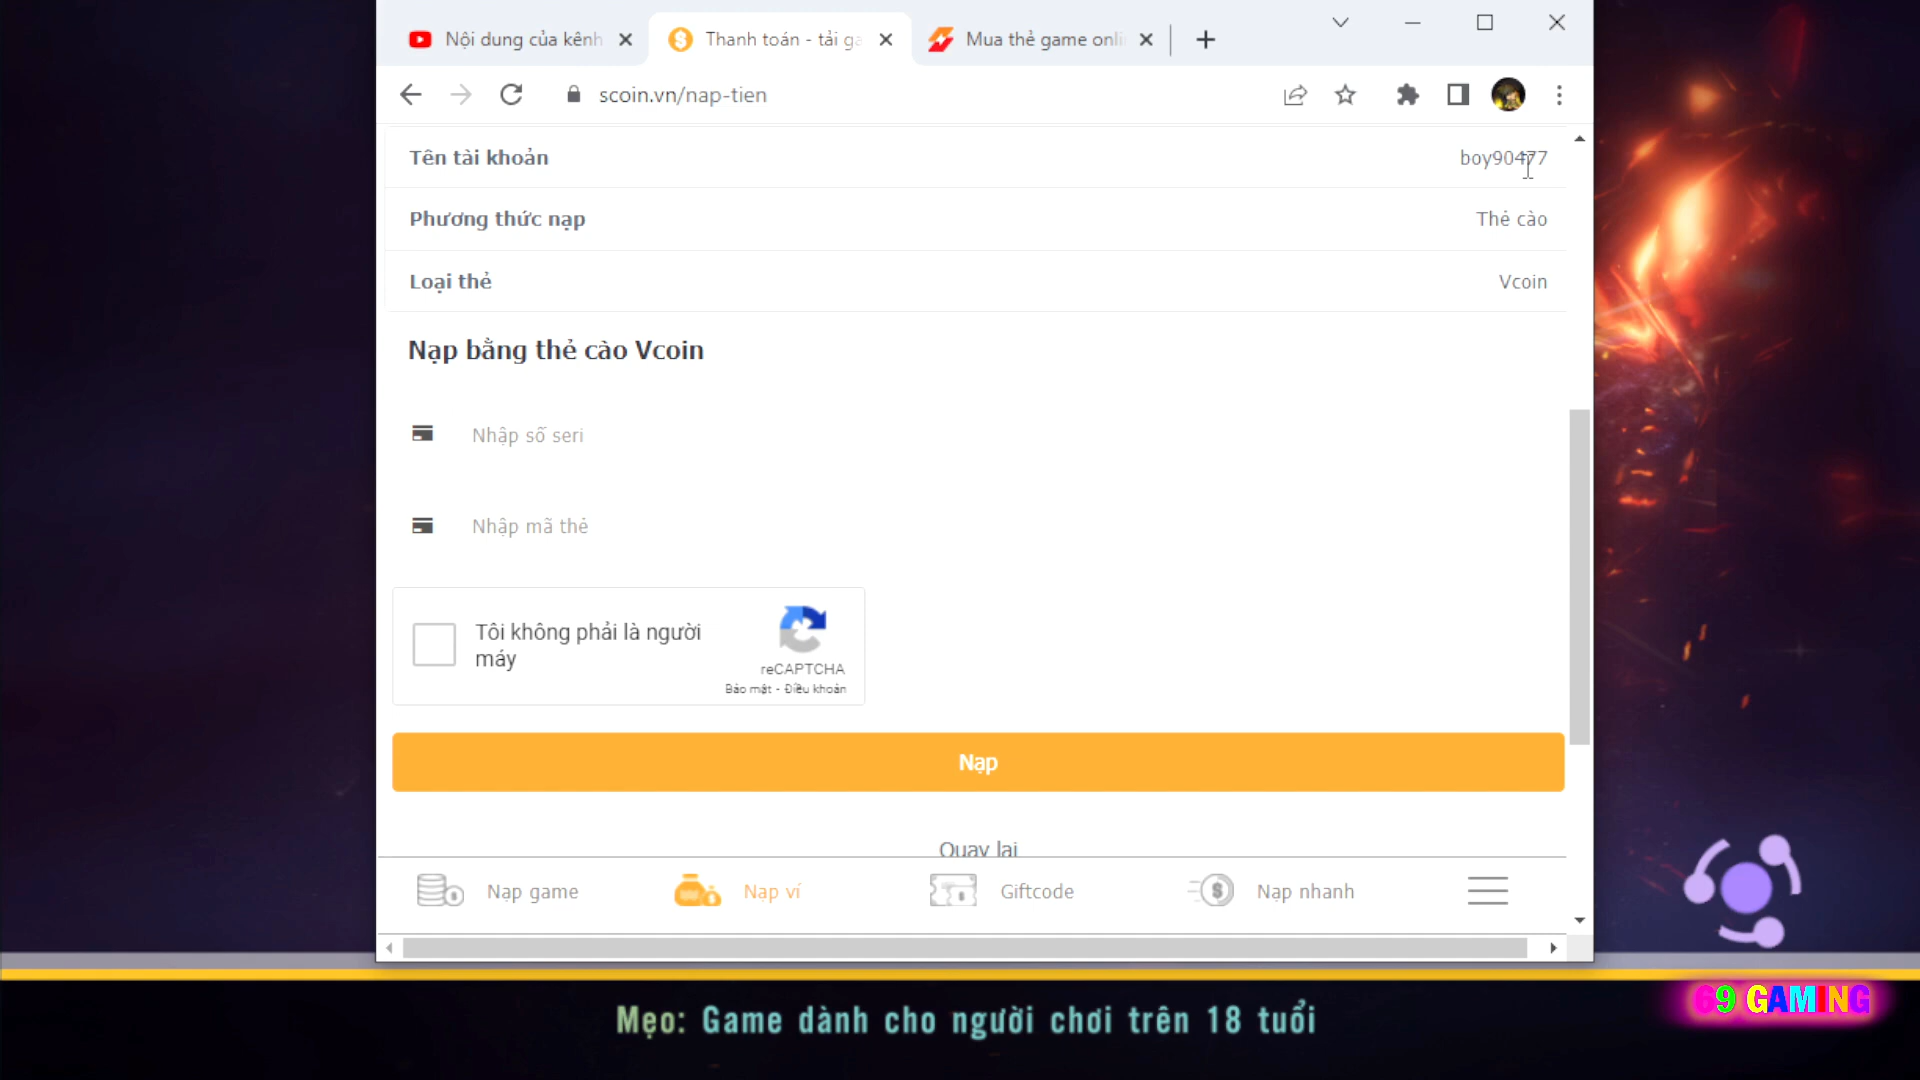 Nội dung của kênh
Thanh toán - tải ga
Mua thẻ game onli
scoin.vn/nap-tien
Tên tài khoản
boy90477
Phương thức nạp
Thẻ cào
Loại thẻ
Vcoin
Nạp bằng thẻ cào Vcoin
Nhập số seri
Nhập mã thẻ
Tôi không phải là người
máy
reCAPTCHA
Bảo mật - Điều khoản
Nạp
Quay lại
Nạp game
Nạp ví
Giftcode
Nạp nhanh
69 GAMING
Mẹo: Game dành cho người chơi trên 18 tuổi